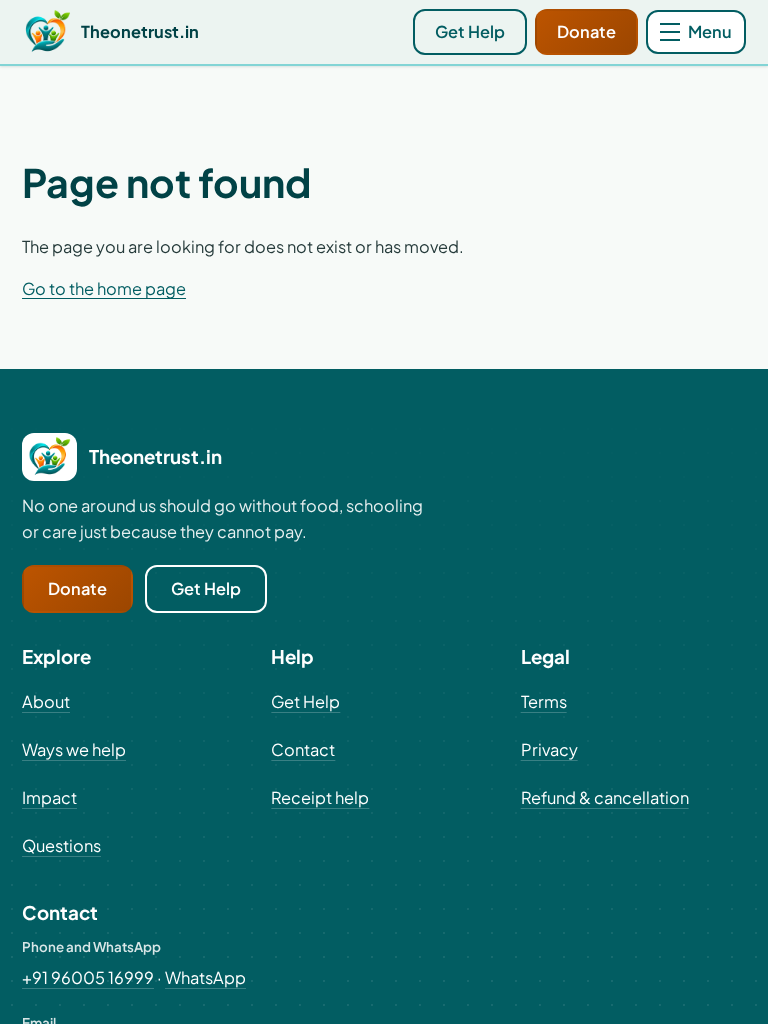 Theonetrust.in
Get Help
Donate
Menu
Page not found
The page you are looking for does not exist or has moved.
Go to the home page
Theonetrust.in
No one around us should go without food, schooling
or care just because they cannot pay.
Donate
Get Help
Explore
About
Ways we help
Impact
Questions
Help
Get Help
Contact
Receipt help
Legal
Terms
Privacy
Refund & cancellation
Contact
Phone and WhatsApp
+91 96005 16999 · WhatsApp
Email